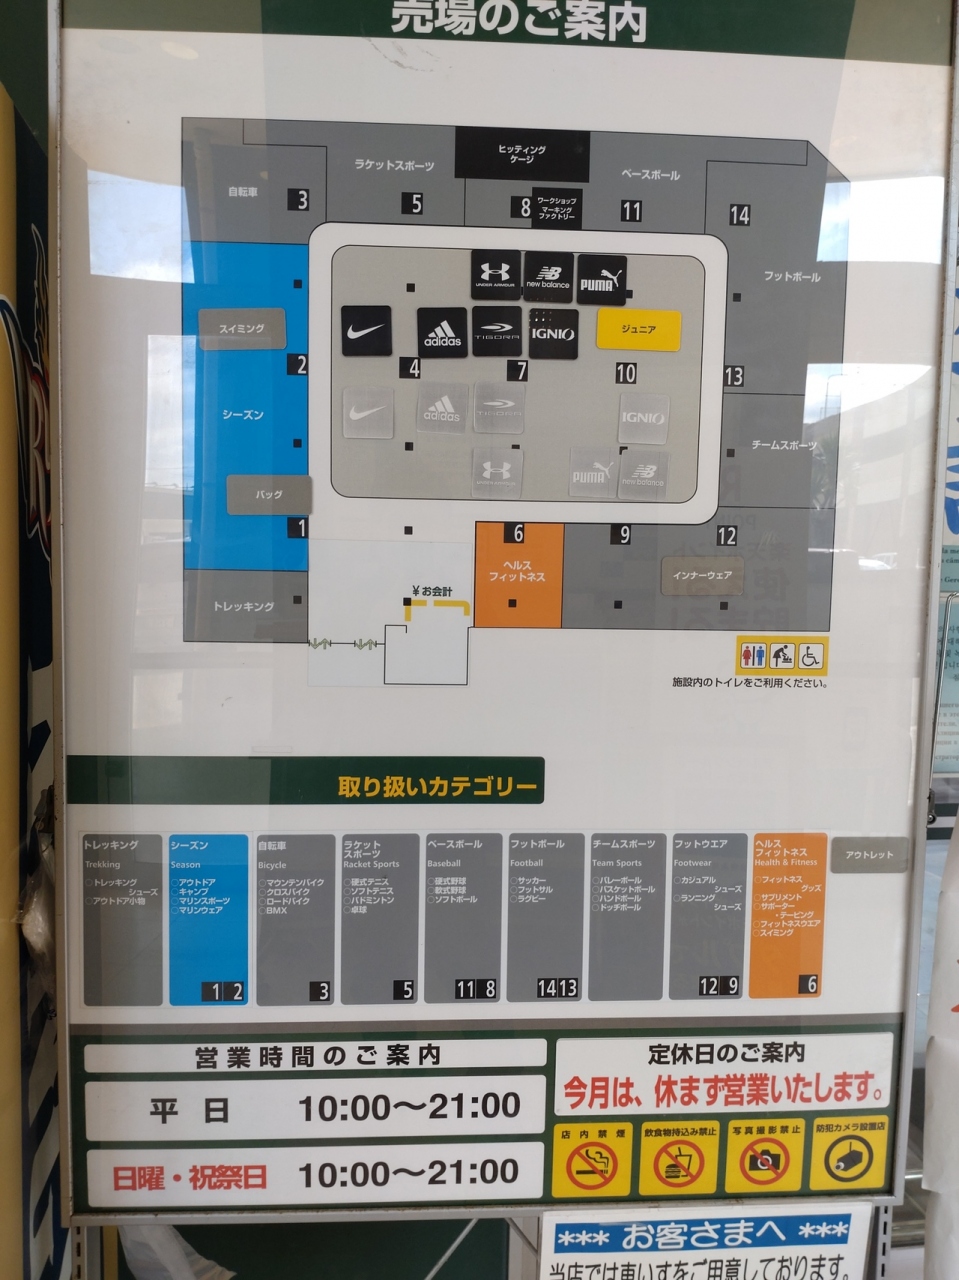 売場のご案内
ヒッティング
ケージ
ラケットスポーツ
ベースボール
自転車
3
5
8
ワークショップ
マーキング
ファクトリー
11
14
フットボール
UNDER ARMOUR
new balance
PUMA
スイミング
adidas
TIGORA
IGNIO
ジュニア
2
4
7
10
13
シーズン
adidas
TIGORA
IGNIO
チームスポーツ
UNDER ARMOUR
PUMA
new balance
バッグ
1
6
9
12
ヘルス
フィットネス
インナーウェア
トレッキング
¥お会計
施設内のトイレをご利用ください。
取り扱いカテゴリー
トレッキング
Trekking
○トレッキング
シューズ
○アウトドア小物
シーズン
Season
○アウトドア
○キャンプ
○マリンスポーツ
○マリンウェア
1 2
自転車
Bicycle
○マウンテンバイク
○クロスバイク
○ロードバイク
○BMX
3
ラケット
スポーツ
Racket Sports
○硬式テニス
○ソフトテニス
○バドミントン
○卓球
5
ベースボール
Baseball
○硬式野球
○軟式野球
○ソフトボール
11 8
フットボール
Football
○サッカー
○フットサル
○ラグビー
14 13
チームスポーツ
Team Sports
○バレーボール
○バスケットボール
○ハンドボール
○ドッヂボール
フットウエア
Footwear
○カジュアル
シューズ
○ランニング
シューズ
12 9
ヘルス
フィットネス
Health & Fitness
○フィットネス
グッズ
○サプリメント
○サポーター
・テーピング
○フィットネスウエア
○スイミング
6
アウトレット
営業時間のご案内
平日 10:00～21:00
日曜・祝祭日 10:00～21:00
定休日のご案内
今月は、休まず営業いたします。
店内禁煙
飲食物持込み禁止
写真撮影禁止
防犯カメラ設置店
*** お客さまへ ***
当店では車いすをご用意しております。